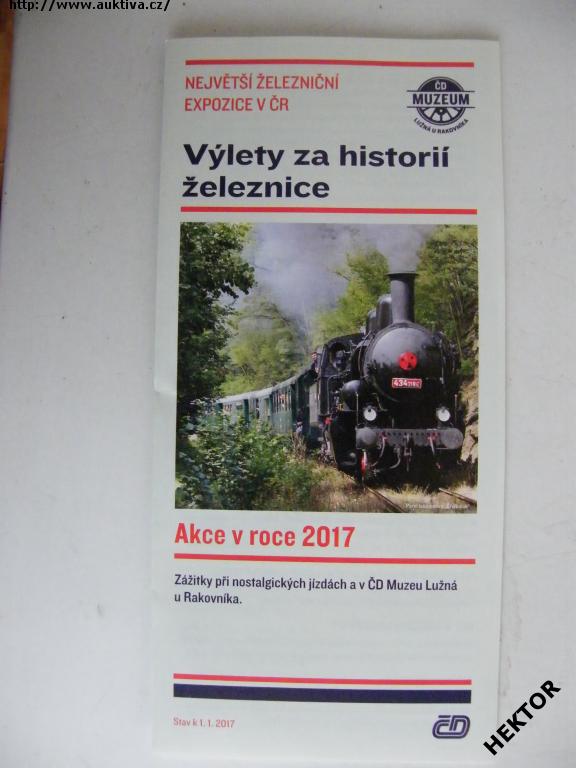 http://www.auktiva.cz/
NEJVĚTŠÍ ŽELEZNIČNÍ
EXPOZICE V ČR
ČD
MUZEUM
LUŽNÁ U RAKOVNÍKA
Výlety za historií
železnice
Akce v roce 2017
Zážitky při nostalgických jízdách a v ČD Muzeu Lužná
u Rakovníka.
Stav k 1. 1. 2017
ČD
HEKTOR